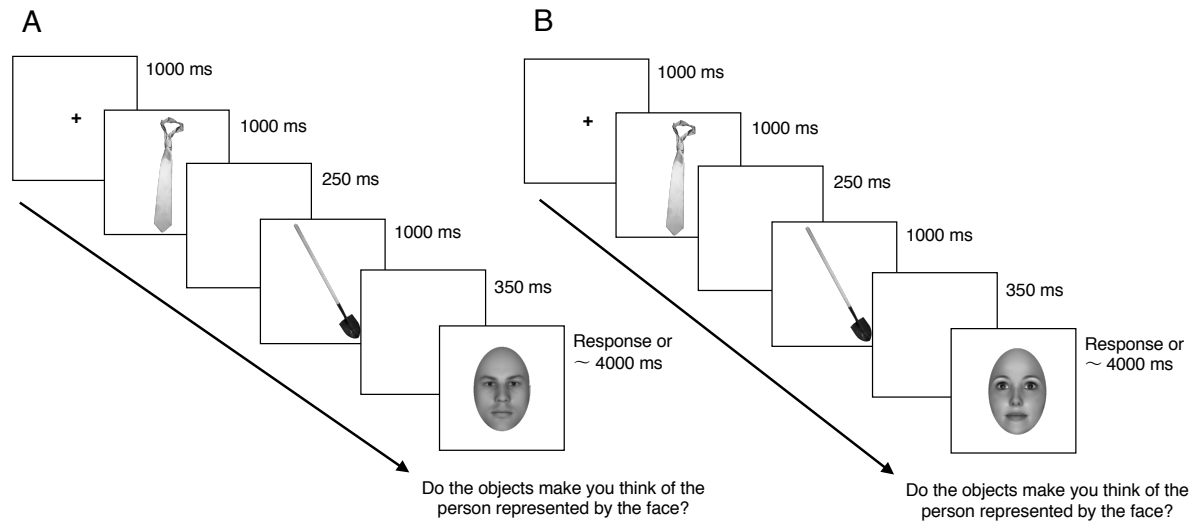 A
1000 ms
+
1000 ms
250 ms
1000 ms
350 ms
Response or
~ 4000 ms
Do the objects make you think of the
person represented by the face?
B
1000 ms
+
1000 ms
250 ms
1000 ms
350 ms
Response or
~ 4000 ms
Do the objects make you think of the
person represented by the face?